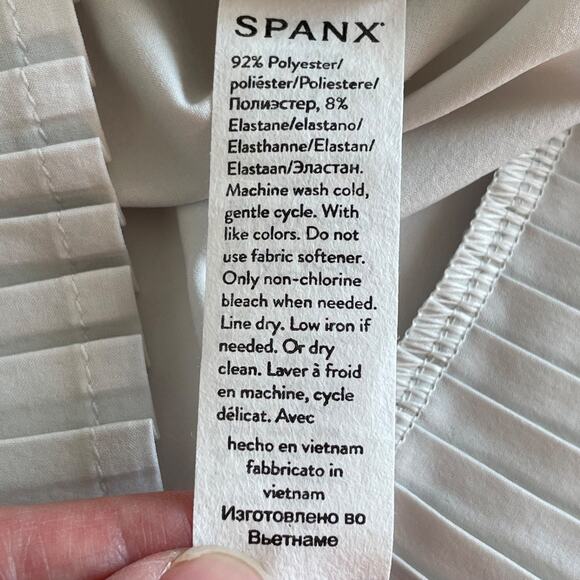 SPANX®
92% Polyester/
poliéster/Poliestere/
Полиэстер, 8%
Elastane/elastano/
Elasthanne/Elastan/
Elastaan/Эластан.
Machine wash cold,
gentle cycle. With
like colors. Do not
use fabric softener.
Only non-chlorine
bleach when needed.
Line dry. Low iron if
needed. Or dry
clean. Laver à froid
en machine, cycle
délicat. Avec
hecho en vietnam
fabbricato in
vietnam
Изготовлено во
Вьетнаме